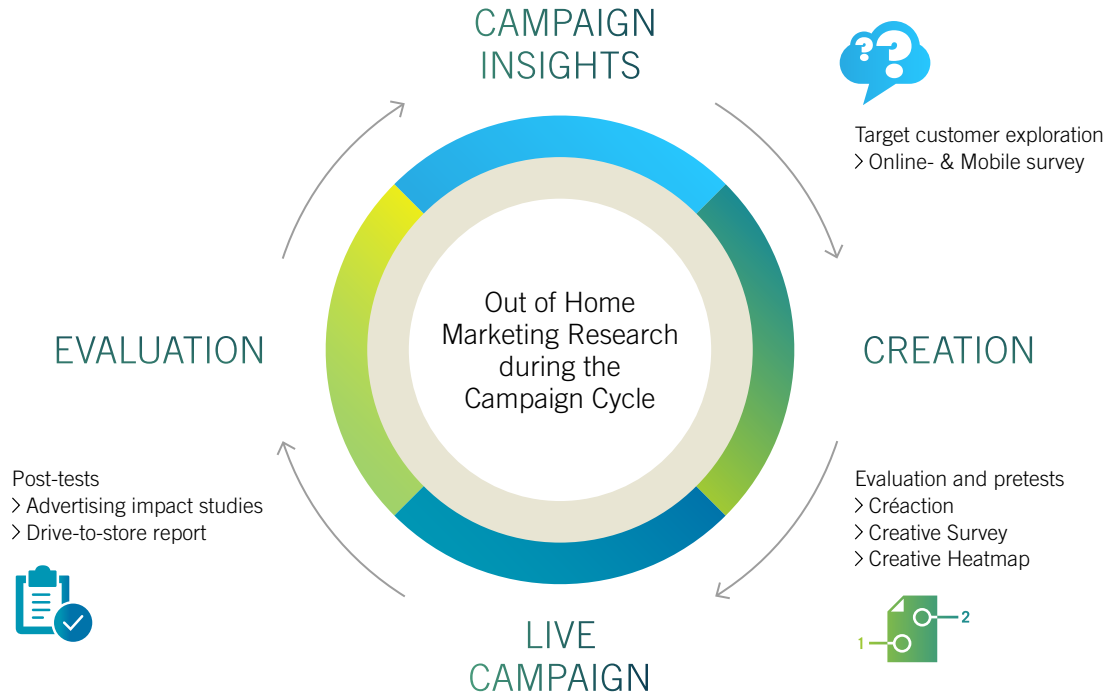 CAMPAIGN
INSIGHTS
? ?
Target customer exploration
> Online- & Mobile survey
Out of Home
Marketing Research
during the
Campaign Cycle
EVALUATION
CREATION
Post-tests
> Advertising impact studies
> Drive-to-store report
Evaluation and pretests
> Créaction
> Creative Survey
> Creative Heatmap
1
2
LIVE
CAMPAIGN